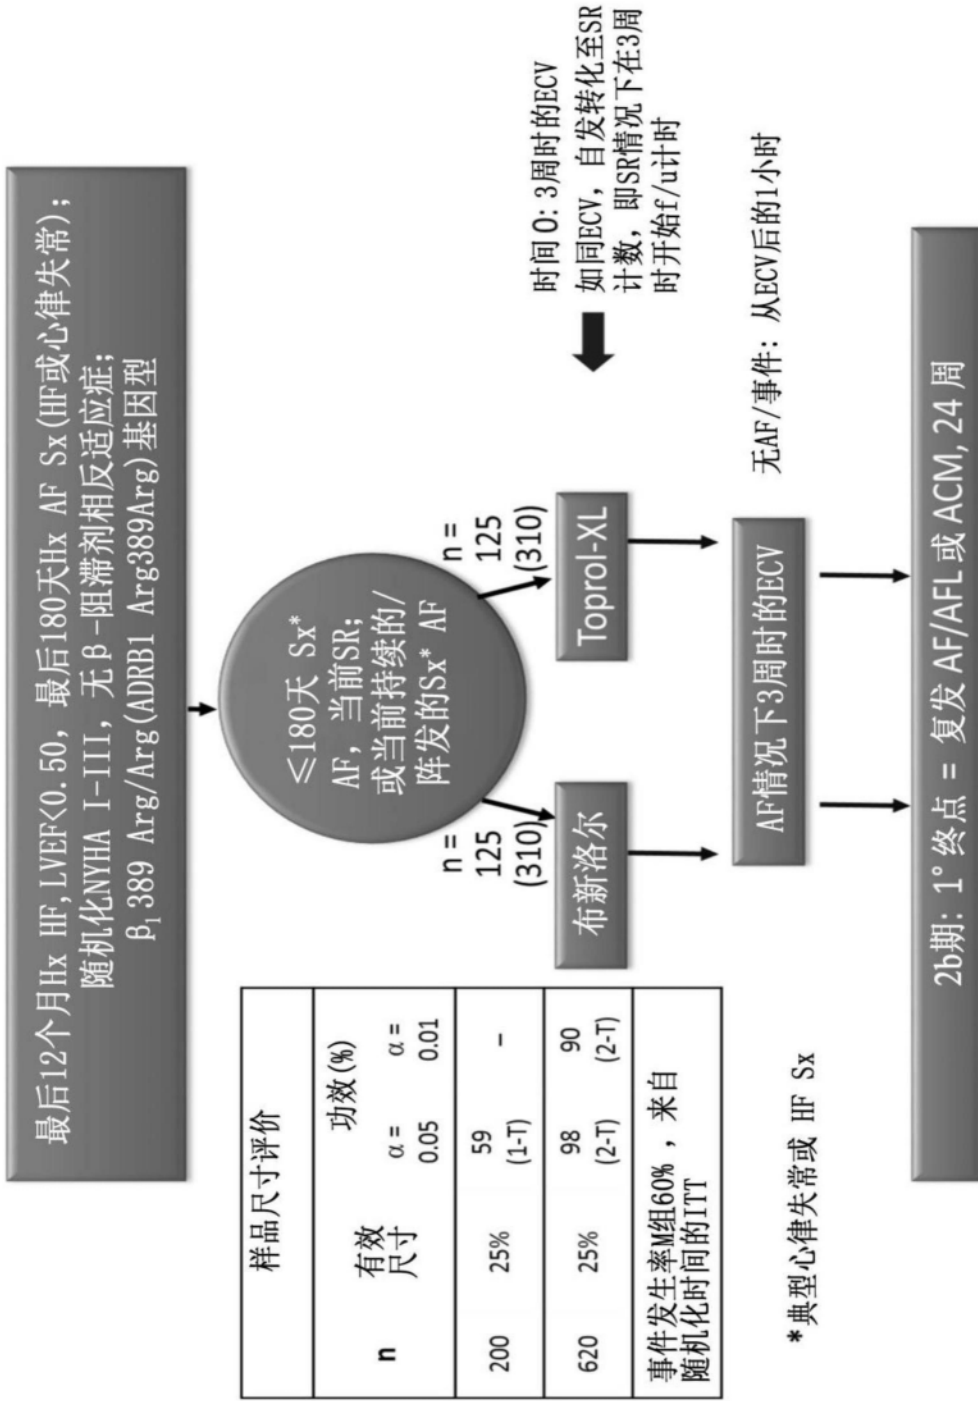 最后12个月Hx HF,LVEF<0.50, 最后180天Hx AF Sx(HF或心律失常);
随机化NYHA I-III, 无β-阻滞剂相反适应症;
β1 389 Arg/Arg(ADRB1 Arg389Arg)基因型
≤180天 Sx*
AF, 当前SR;
或当前持续的/
阵发的Sx* AF
n =
125
(310)
n =
125
(310)
布新洛尔
Toprol-XL
时间 0: 3周时的ECV
如同ECV, 自发转化至SR
计数, 即SR情况下在3周
时开始f/u计时
AF情况下3周时的ECV
无AF/事件: 从ECV后的1小时
2b期: 1° 终点 = 复发 AF/AFL 或 ACM, 24 周
样品尺寸评价
n
有效
尺寸
功效(%)
α =
0.05
α =
0.01
200
25%
59
(1-T)
–
620
25%
98
(2-T)
90
(2-T)
事件发生率M组60% , 来自
随机化时间的ITT
*典型心律失常或 HF Sx